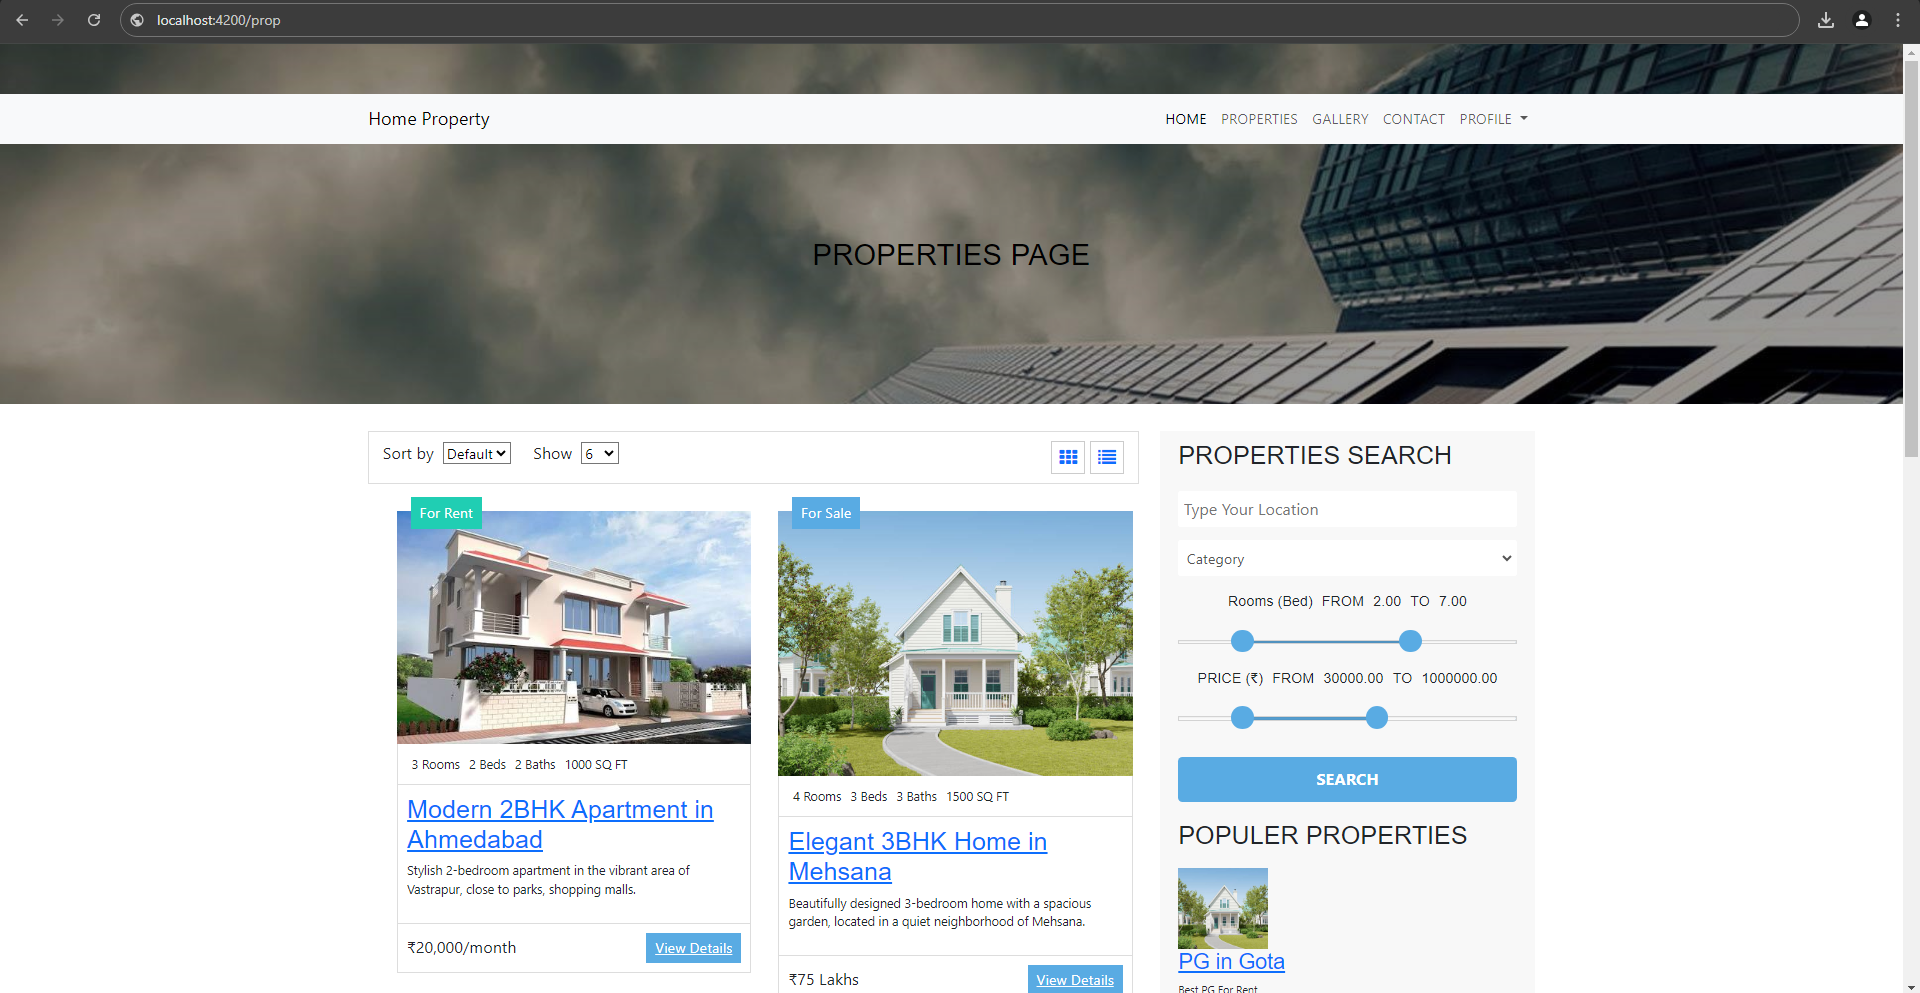 localhost:4200/prop
Home Property
HOME PROPERTIES GALLERY CONTACT PROFILE
PROPERTIES PAGE
Sort by Default Show 6
For Rent
3 Rooms 2 Beds 2 Baths 1000 SQ FT
Modern 2BHK Apartment in
Ahmedabad
Stylish 2-bedroom apartment in the vibrant area of
Vastrapur, close to parks, shopping malls.
₹20,000/month View Details
For Sale
4 Rooms 3 Beds 3 Baths 1500 SQ FT
Elegant 3BHK Home in
Mehsana
Beautifully designed 3-bedroom home with a spacious
garden, located in a quiet neighborhood of Mehsana.
₹75 Lakhs View Details
PROPERTIES SEARCH
Type Your Location
Category
Rooms (Bed) FROM 2.00 TO 7.00
PRICE (₹) FROM 30000.00 TO 1000000.00
SEARCH
POPULER PROPERTIES
PG in Gota
Best PG For Rent